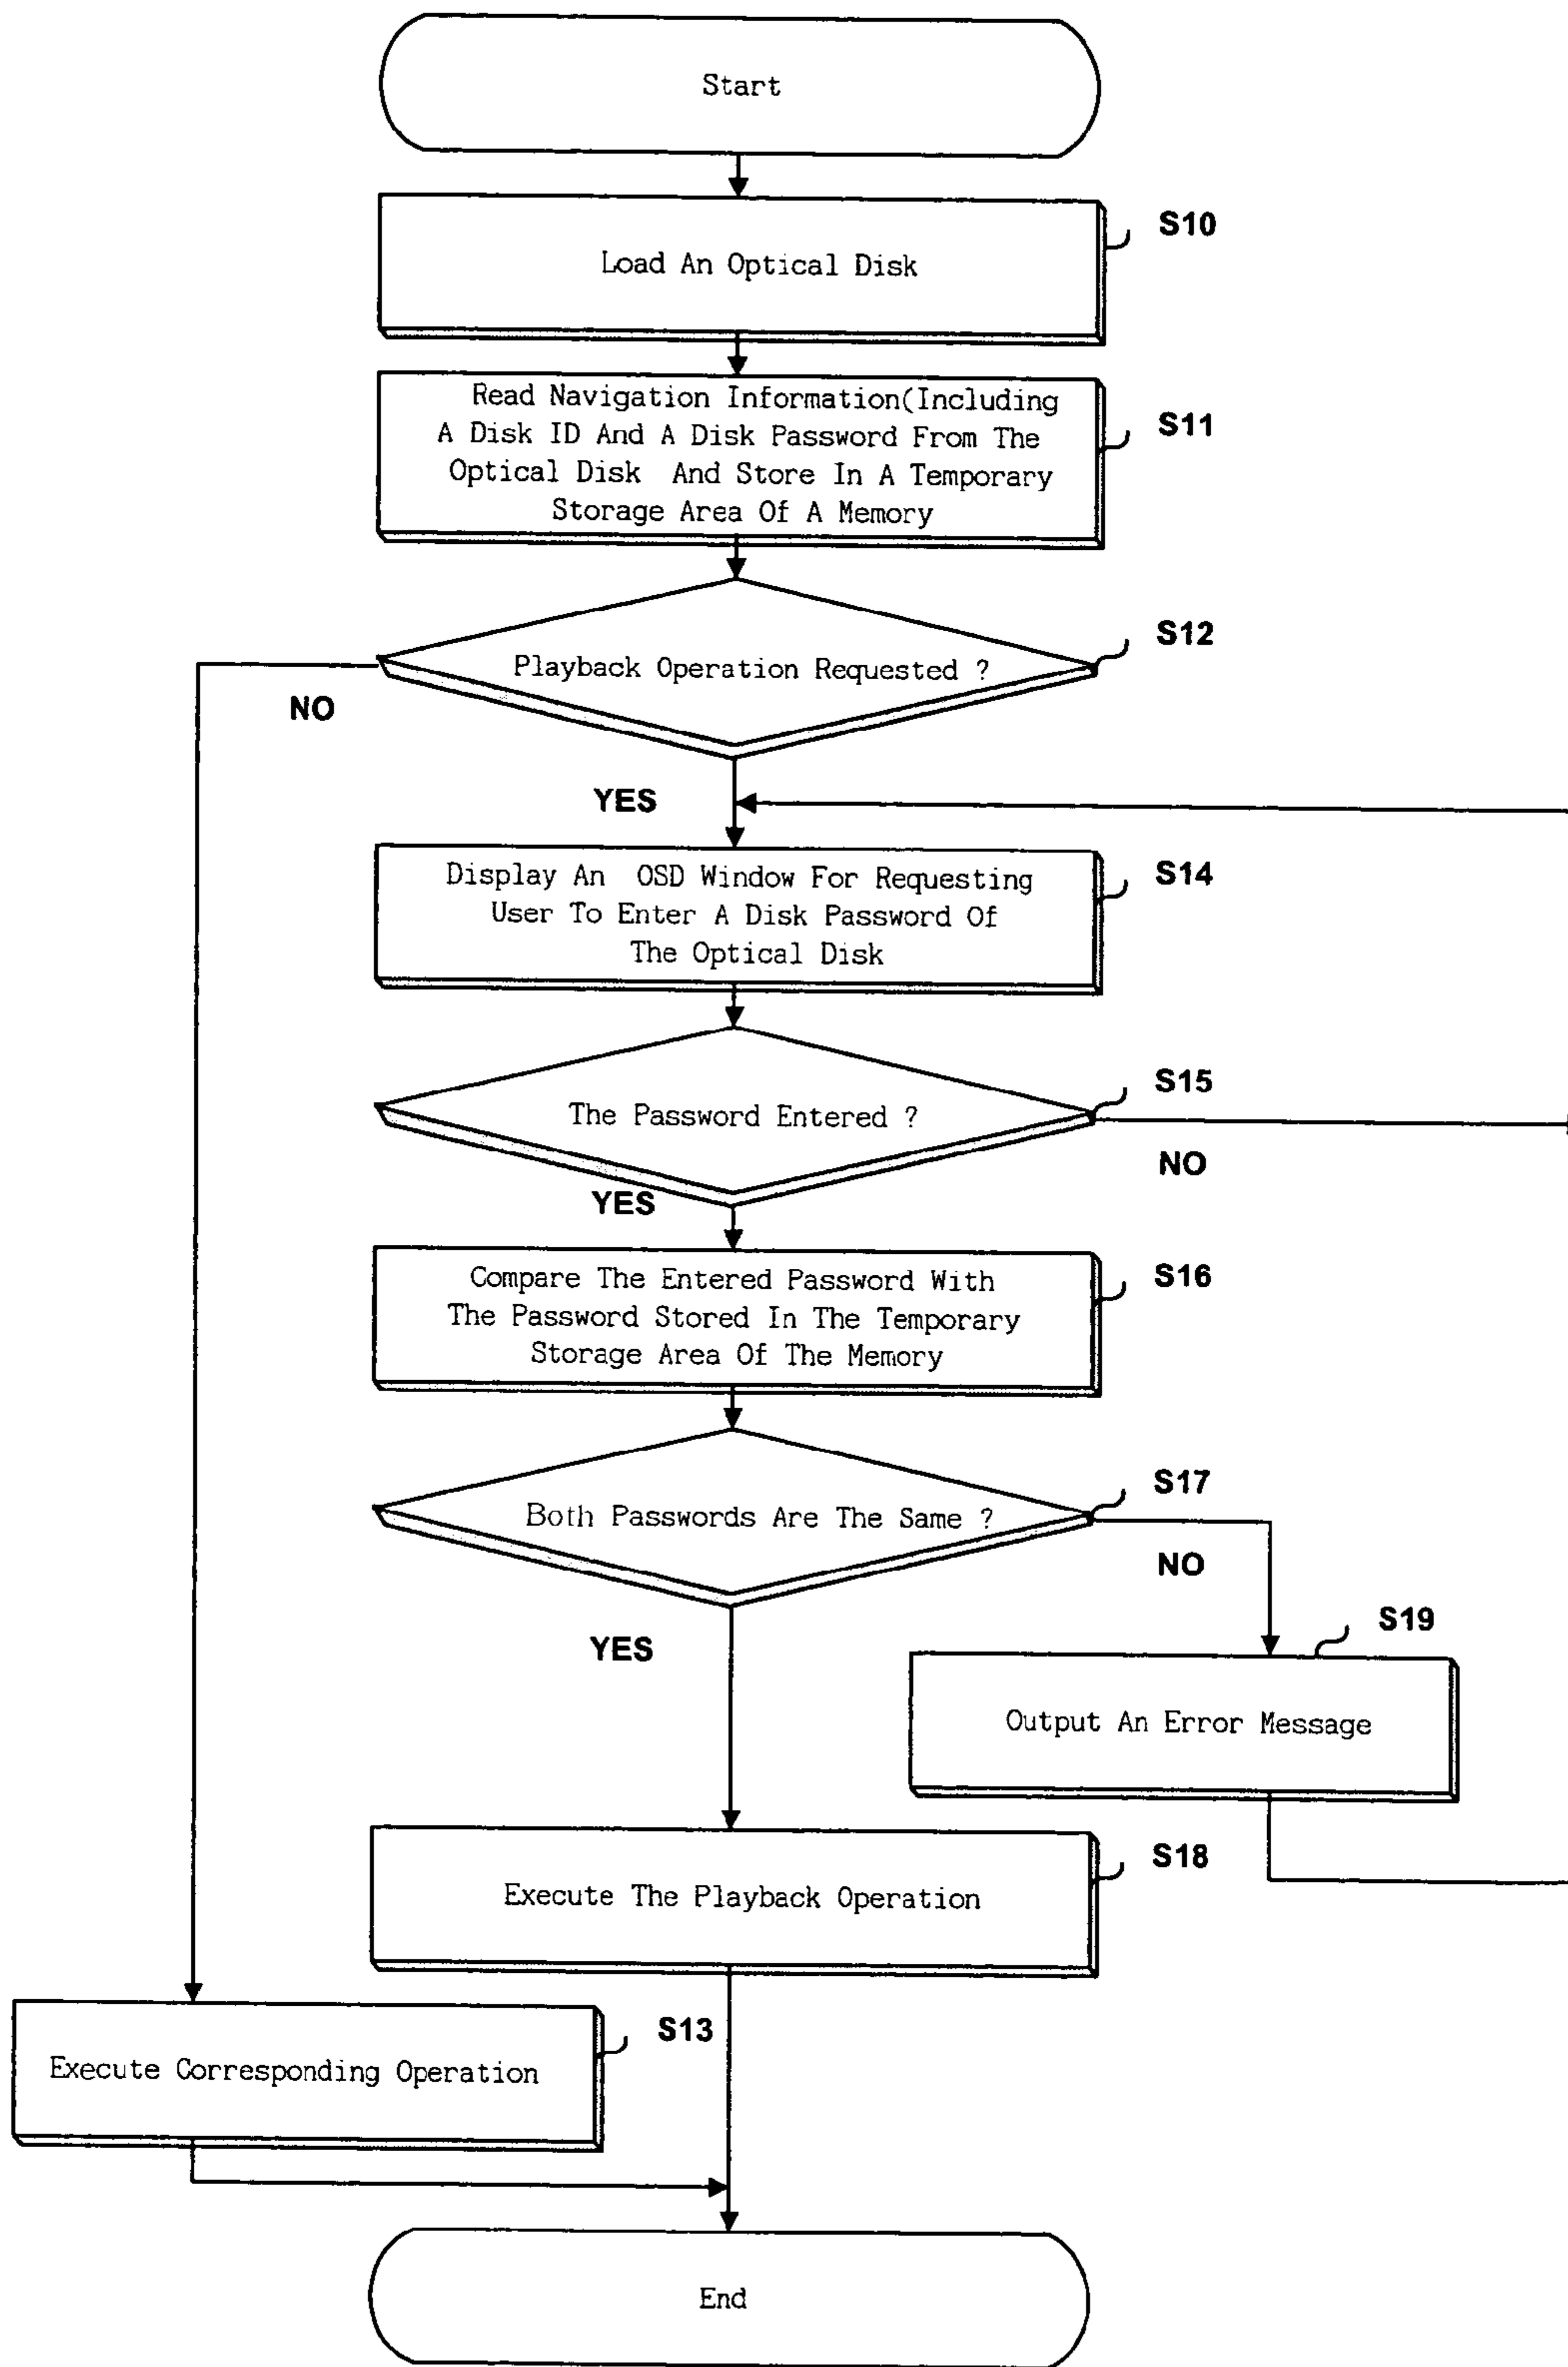 Start
S10
Load An Optical Disk
Read Navigation Information(Including
A Disk ID And A Disk Password From The
Optical Disk And Store In A Temporary
Storage Area Of A Memory
S11
S12
Playback Operation Requested ?
NO
YES
Display An OSD Window For Requesting
User To Enter A Disk Password Of
The Optical Disk
S14
S15
The Password Entered ?
NO
YES
Compare The Entered Password With
The Password Stored In The Temporary
Storage Area Of The Memory
S16
S17
Both Passwords Are The Same ?
NO
YES
S19
Output An Error Message
S18
Execute The Playback Operation
S13
Execute Corresponding Operation
End